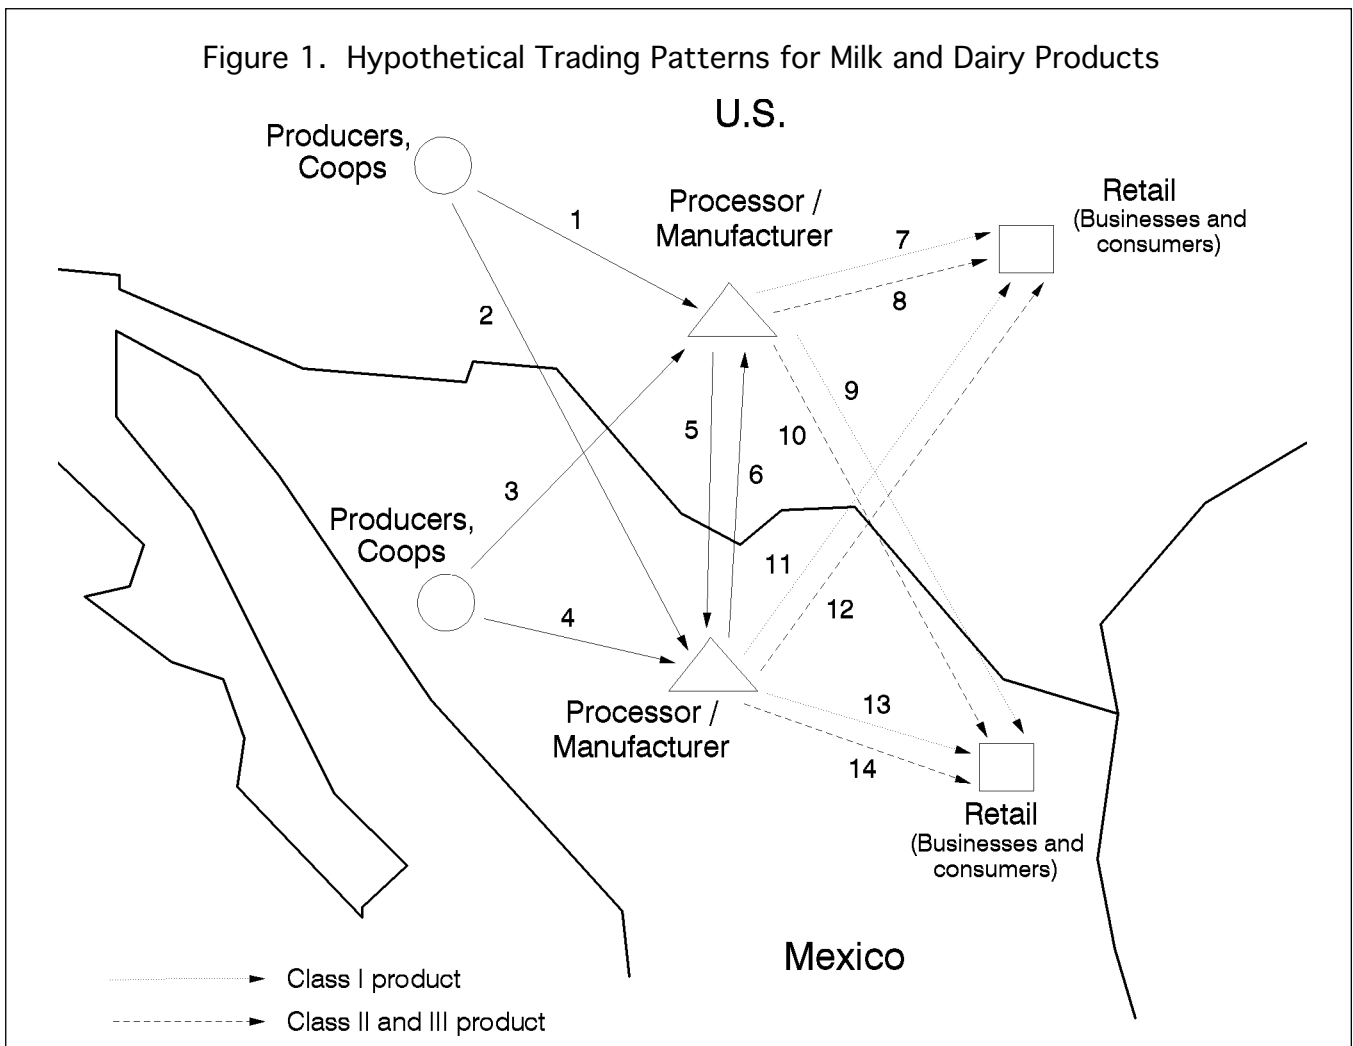 Figure 1. Hypothetical Trading Patterns for Milk and Dairy Products
U.S.
Producers,
Coops
Processor /
Manufacturer
Retail
(Businesses and
consumers)
1
7
8
2
9
5
10
6
3
Producers,
Coops
11
12
4
Processor /
Manufacturer
13
14
Retail
(Businesses and
consumers)
Mexico
Class I product
Class II and III product